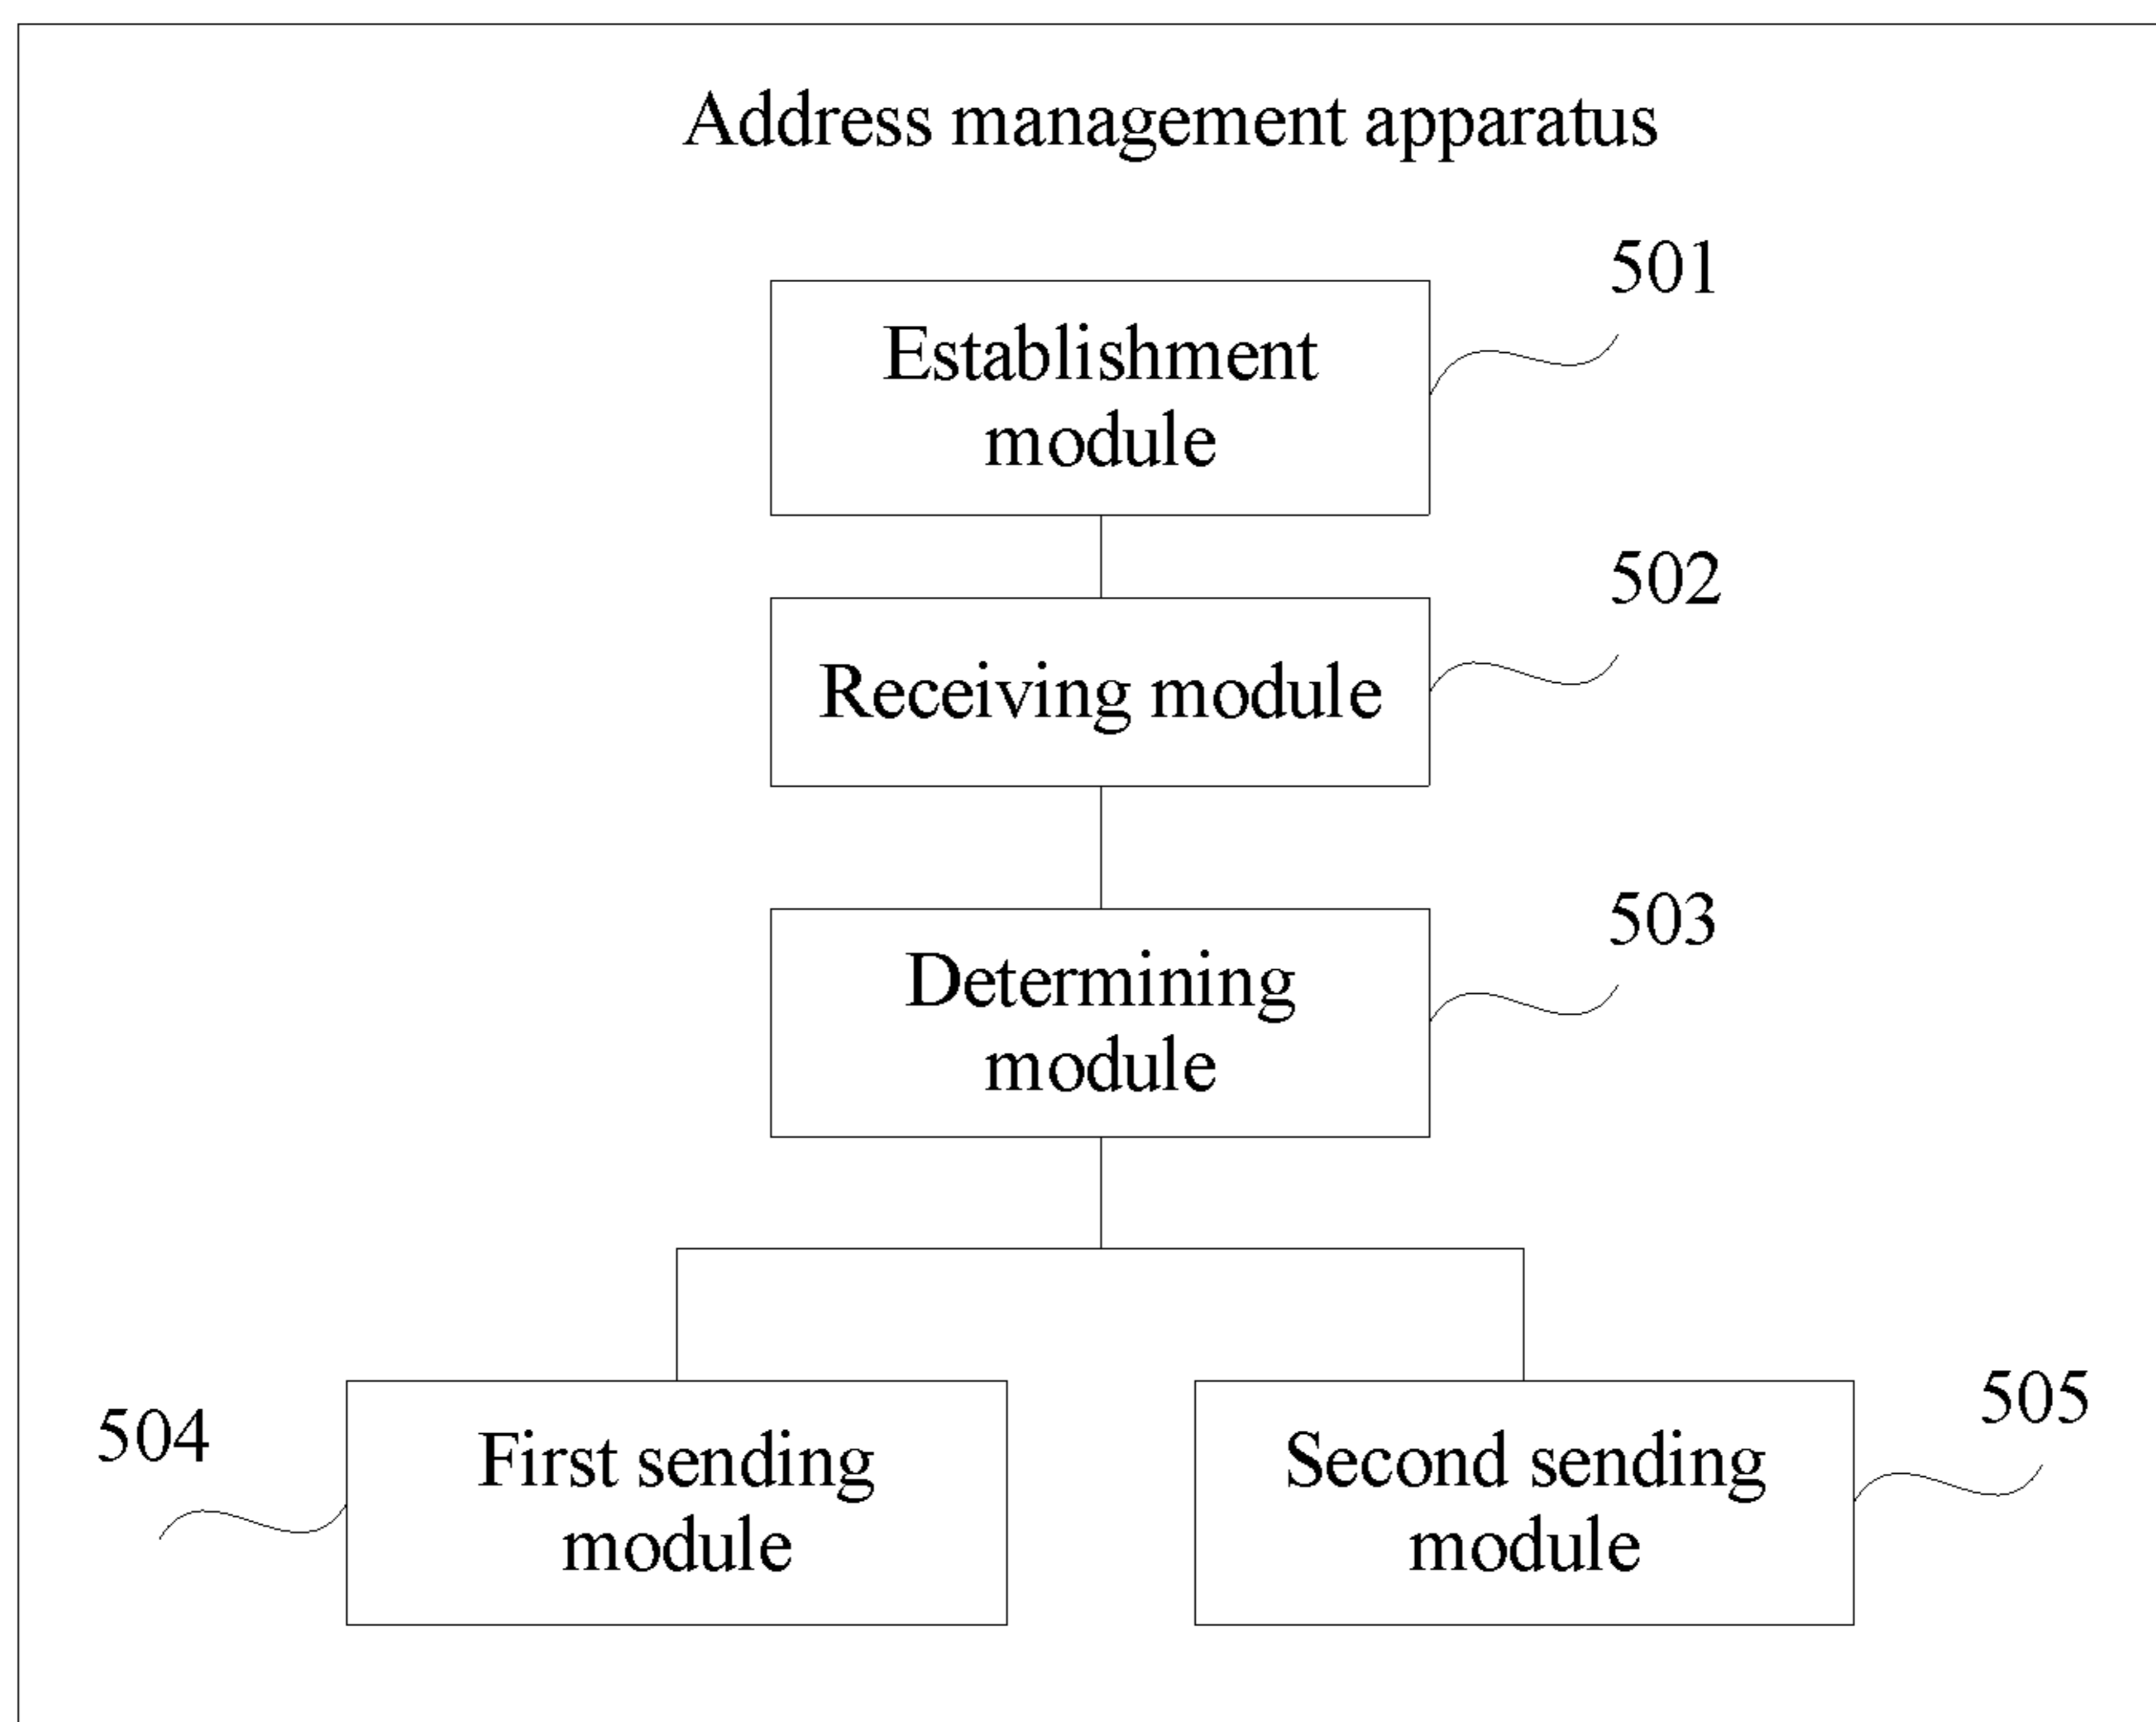 Address management apparatus
501
Establishment
module
502
Receiving module
503
Determining
module
504
First sending
module
505
Second sending
module